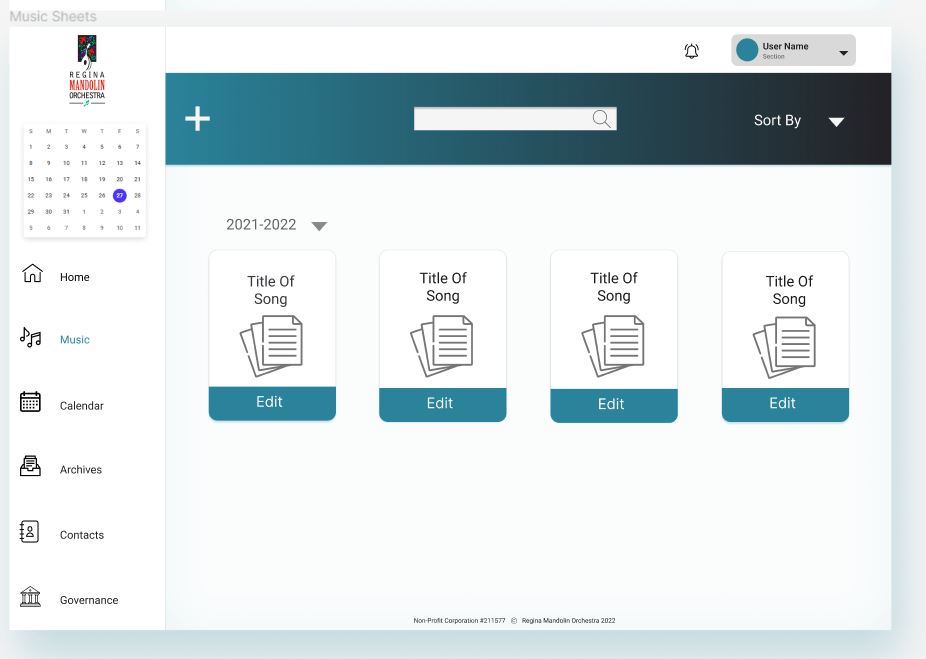 Music Sheets
REGINA
MANDOLIN
ORCHESTRA
User Name
Section
S M T W T F S
1 2 3 4 5 6 7
8 9 10 11 12 13 14
15 16 17 18 19 20 21
22 23 24 25 26 27 28
29 30 31 1 2 3 4
5 6 7 8 9 10 11
Home
Music
Calendar
Archives
Contacts
Governance
Sort By
2021-2022
Title Of
Song
Edit
Title Of
Song
Edit
Title Of
Song
Edit
Title Of
Song
Edit
Non-Profit Corporation #211577 © Regina Mandolin Orchestra 2022